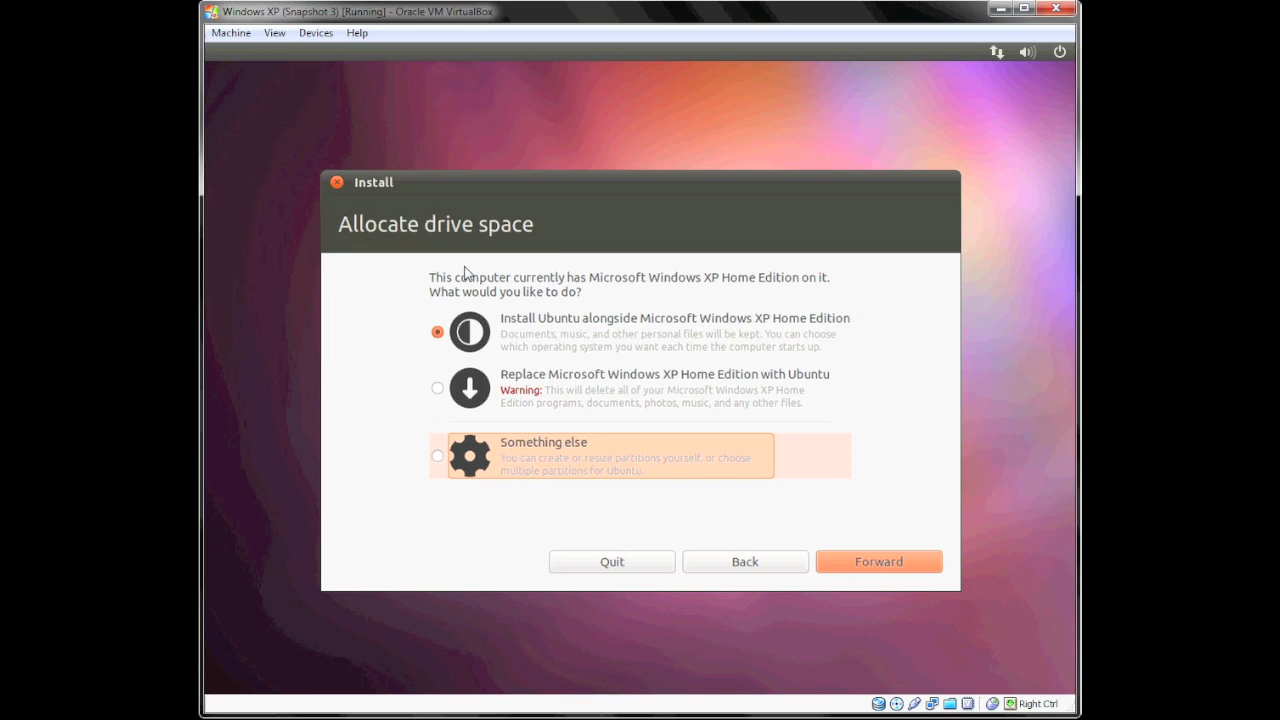 Windows XP (Snapshot 3) [Running] - Oracle VM VirtualBox
Machine View Devices Help
Install
Allocate drive space
This computer currently has Microsoft Windows XP Home Edition on it.
What would you like to do?
Install Ubuntu alongside Microsoft Windows XP Home Edition
Documents, music, and other personal files will be kept. You can choose
which operating system you want each time the computer starts up.
Replace Microsoft Windows XP Home Edition with Ubuntu
Warning: This will delete all of your Microsoft Windows XP Home
Edition programs, documents, photos, music, and any other files.
Something else
You can create or resize partitions yourself, or choose
multiple partitions for Ubuntu.
Quit Back Forward
Right Ctrl